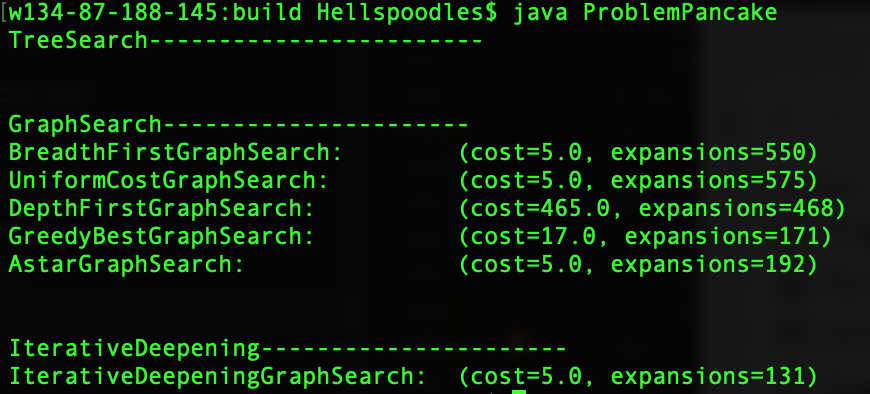 [w134-87-188-145:build Hellspoodles$ java ProblemPancake
TreeSearch-----------------------
GraphSearch----------------------
BreadthFirstGraphSearch: (cost=5.0, expansions=550)
UniformCostGraphSearch: (cost=5.0, expansions=575)
DepthFirstGraphSearch: (cost=465.0, expansions=468)
GreedyBestGraphSearch: (cost=17.0, expansions=171)
AstarGraphSearch: (cost=5.0, expansions=192)
IterativeDeepening----------------------
IterativeDeepeningGraphSearch: (cost=5.0, expansions=131)